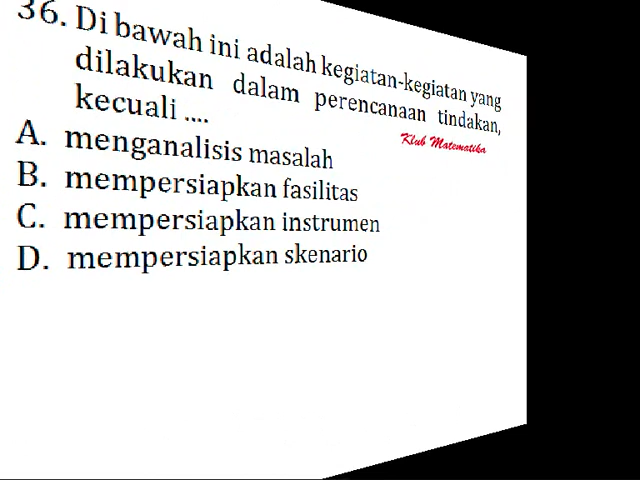 36. Di bawah ini adalah kegiatan-kegiatan yang
dilakukan dalam perencanaan tindakan,
kecuali ....
Klub Matematika
A. menganalisis masalah
B. mempersiapkan fasilitas
C. mempersiapkan instrumen
D. mempersiapkan skenario